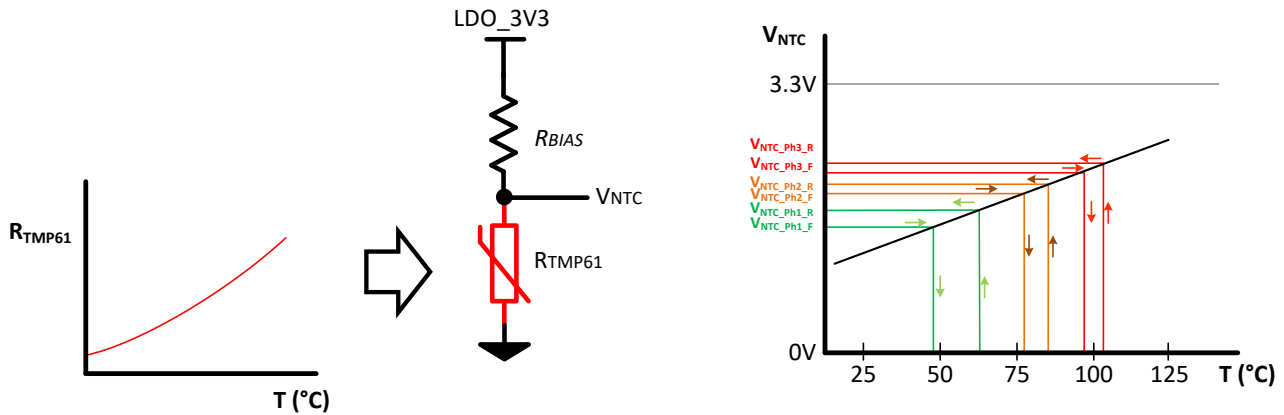 R_TMP61
T (°C)
LDO_3V3
RBIAS
VNTC
RTMP61
VNTC
3.3V
VNTC_Ph3_R
VNTC_Ph3_F
VNTC_Ph2_R
VNTC_Ph2_F
VNTC_Ph1_R
VNTC_Ph1_F
0V
25 50 75 100 125 T (°C)